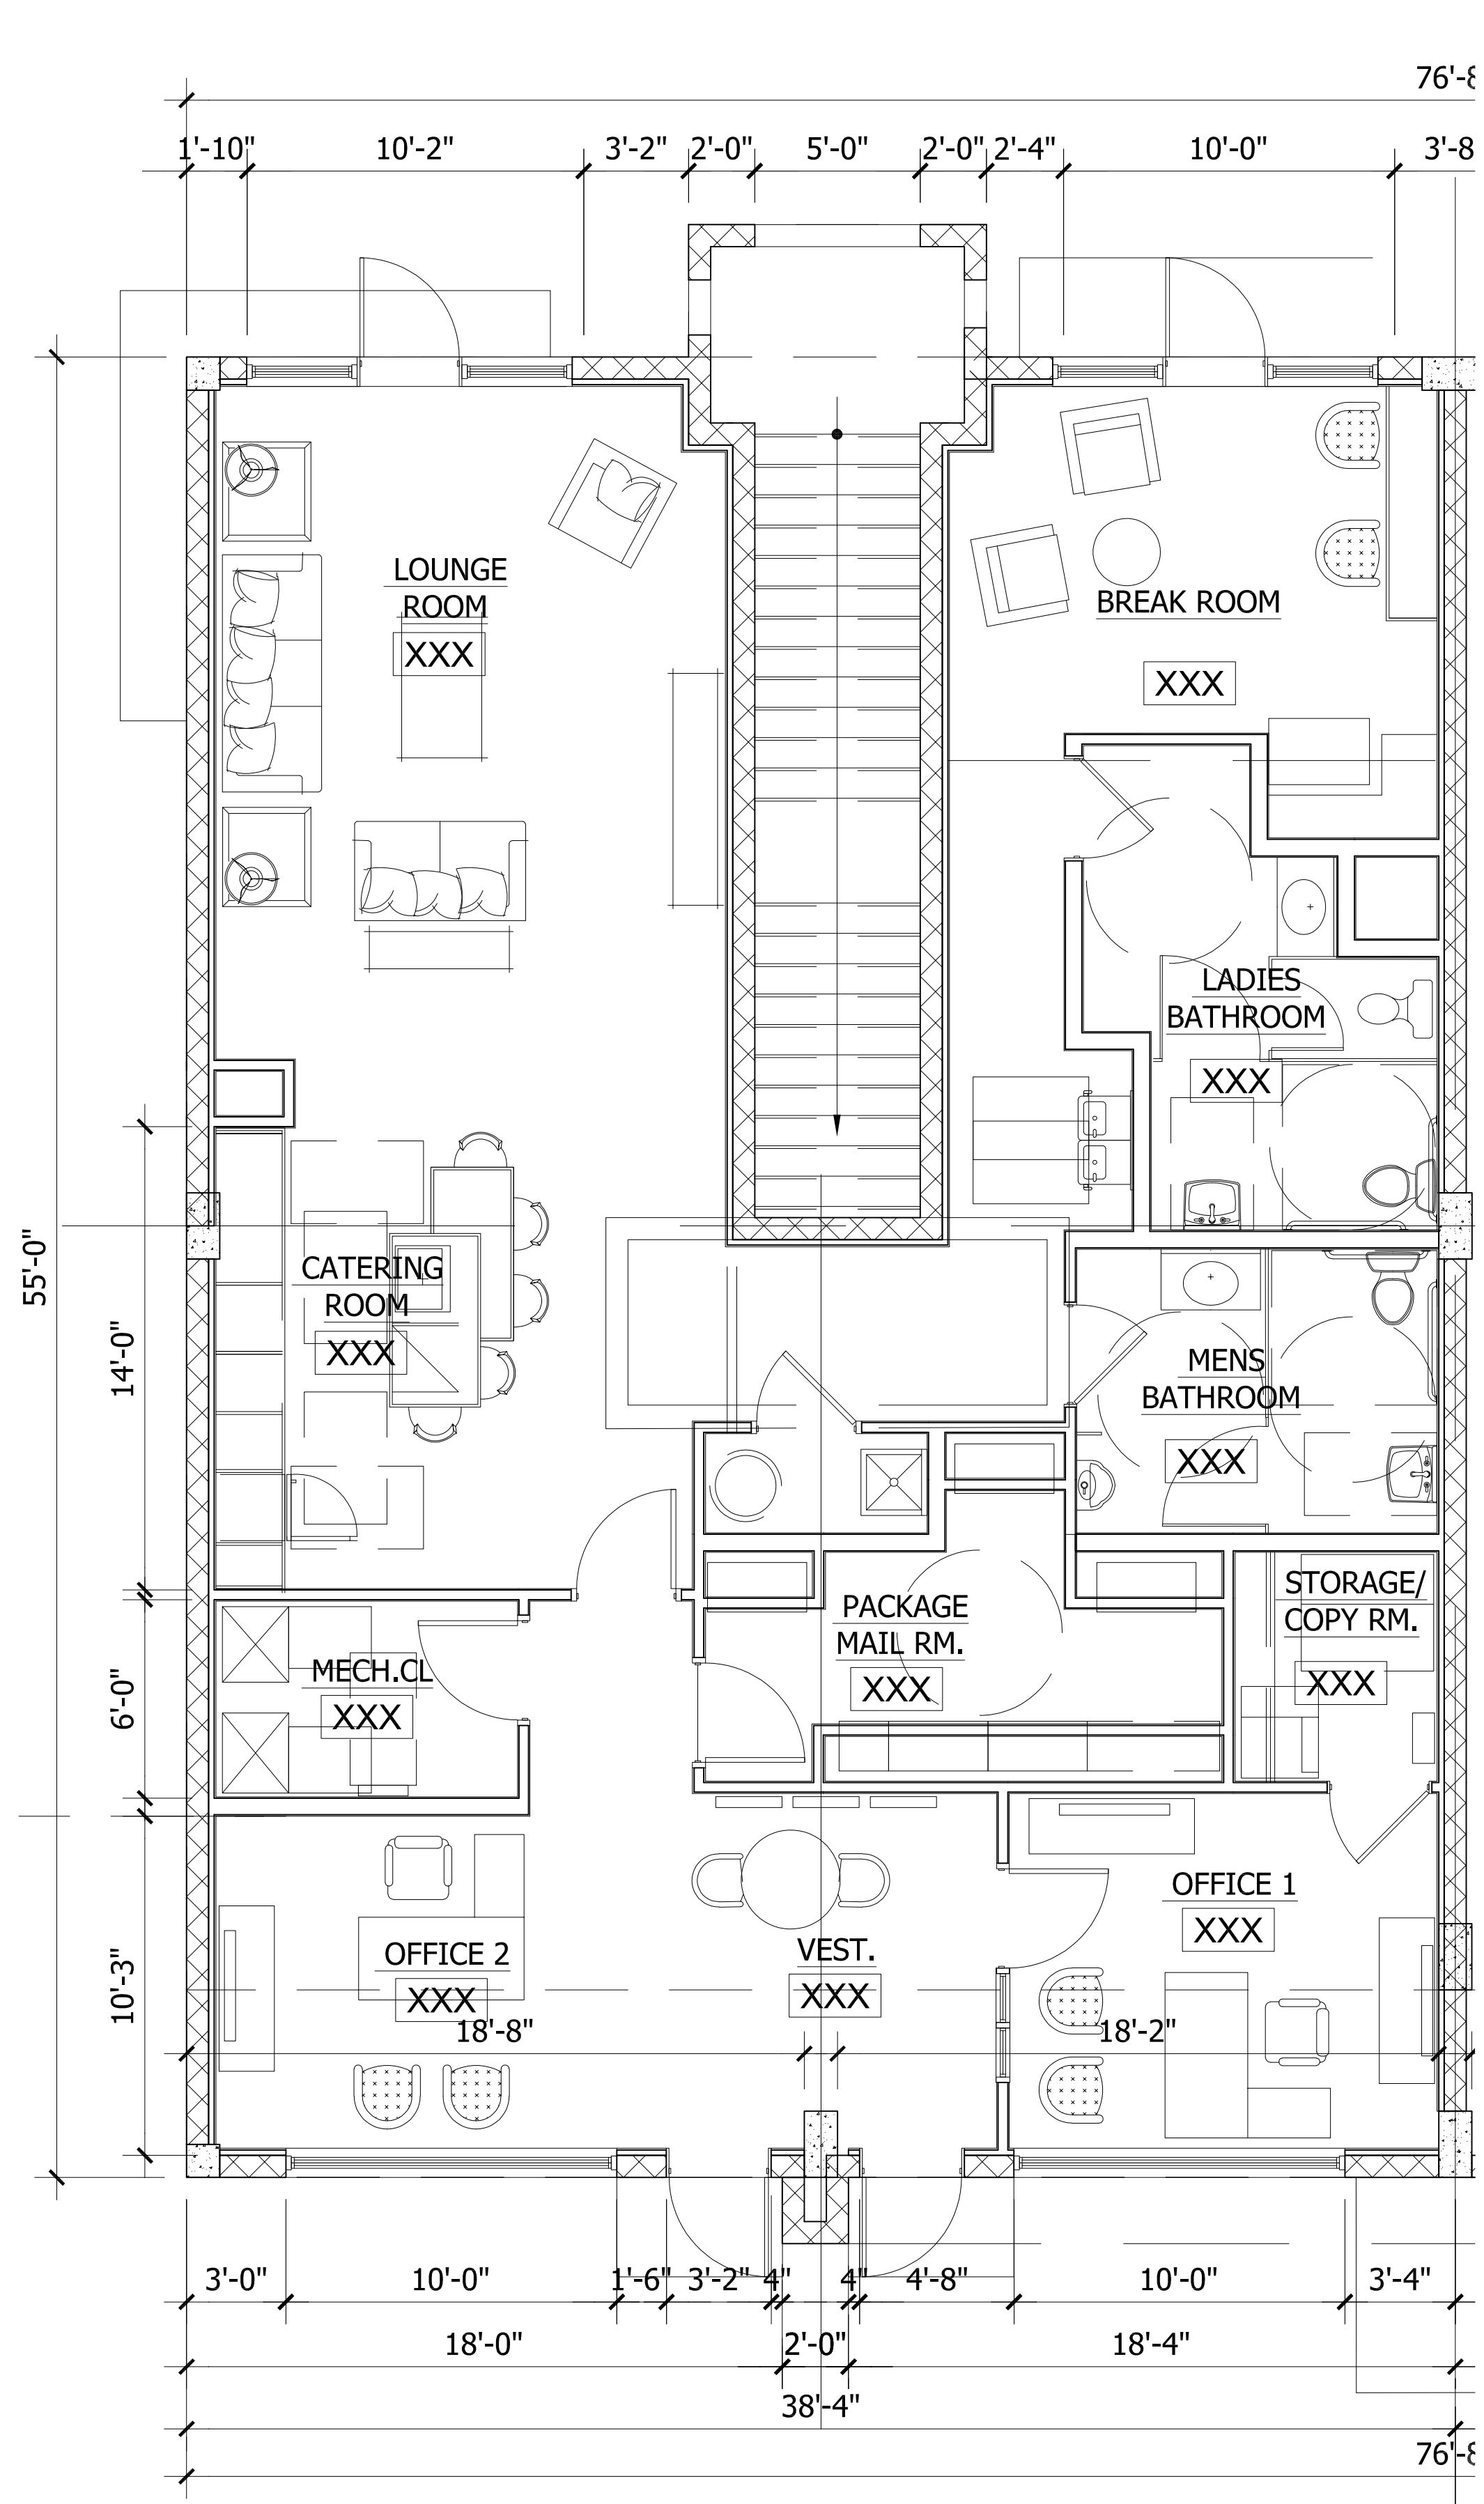 76'-8
1'-10"
10'-2"
3'-2"
2'-0"
5'-0"
2'-0"
2'-4"
10'-0"
3'-8
LOUNGE
ROOM
XXX
BREAK ROOM
XXX
LADIES
BATHROOM
XXX
55'-0"
14'-0"
CATERING
ROOM
XXX
MENS
BATHROOM
XXX
STORAGE/
COPY RM.
XXX
PACKAGE
MAIL RM.
XXX
6'-0"
MECH.CL
XXX
10'-3"
OFFICE 1
XXX
OFFICE 2
XXX
VEST.
XXX
18'-8"
18'-2"
3'-0"
10'-0"
1'-6"
3'-2"
4"
4"
4'-8"
10'-0"
3'-4"
18'-0"
2'-0"
18'-4"
38'-4"
76'-8